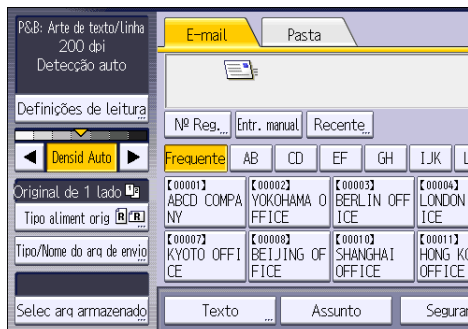 P&B: Arte de texto/linha
200 dpi
Detecção auto
Definições de leitura
Densid Auto
Original de 1 lado
Tipo aliment orig
Tipo/Nome do arq de envio
Selec arq armazenado
E-mail
Pasta
Nº Reg.
Entr. manual
Recente
Frequente
AB
CD
EF
GH
IJK
L
【00001】
ABCD COMPA
NY
【00002】
YOKOHAMA O
FFICE
【00003】
BERLIN OFF
ICE
【00004】
LONDON
ICE
【00007】
KYOTO OFFI
CE
【00008】
BEIJING OF
FICE
【00010】
SHANGHAI
OFFICE
【00011】
HONG KO
OFFICE
Texto
Assunto
Segurar